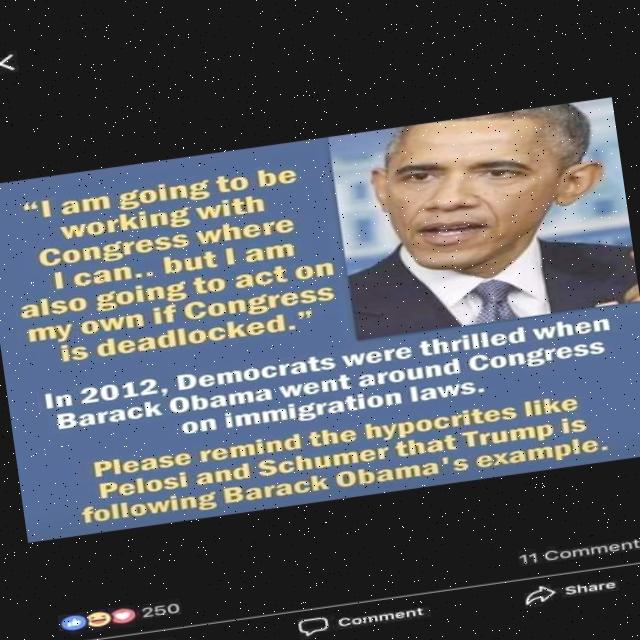 “I am going to be
working with
Congress where
I can.. but I am
also going to act on
my own if Congress
is deadlocked.”
In 2012, Democrats were thrilled when
Barack Obama went around Congress
on immigration laws.
Please remind the hypocrites like
Pelosi and Schumer that Trump is
following Barack Obama's example.
11 Comment
250
Comment
Share